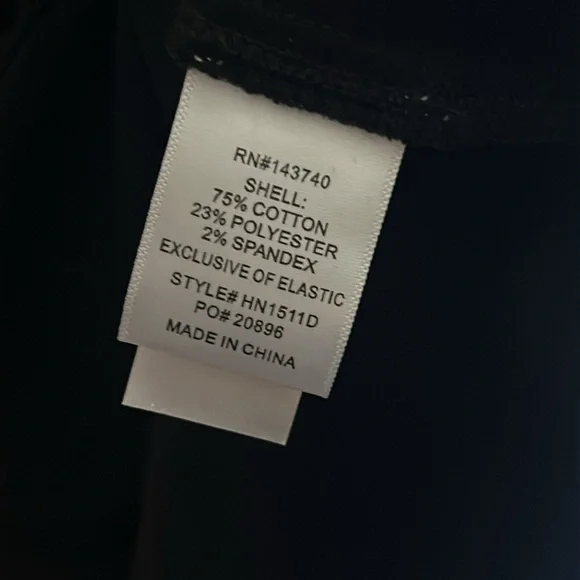 RN#143740
SHELL:
75% COTTON
23% POLYESTER
2% SPANDEX
EXCLUSIVE OF ELASTIC
STYLE# HN1511D
PO# 20896
MADE IN CHINA